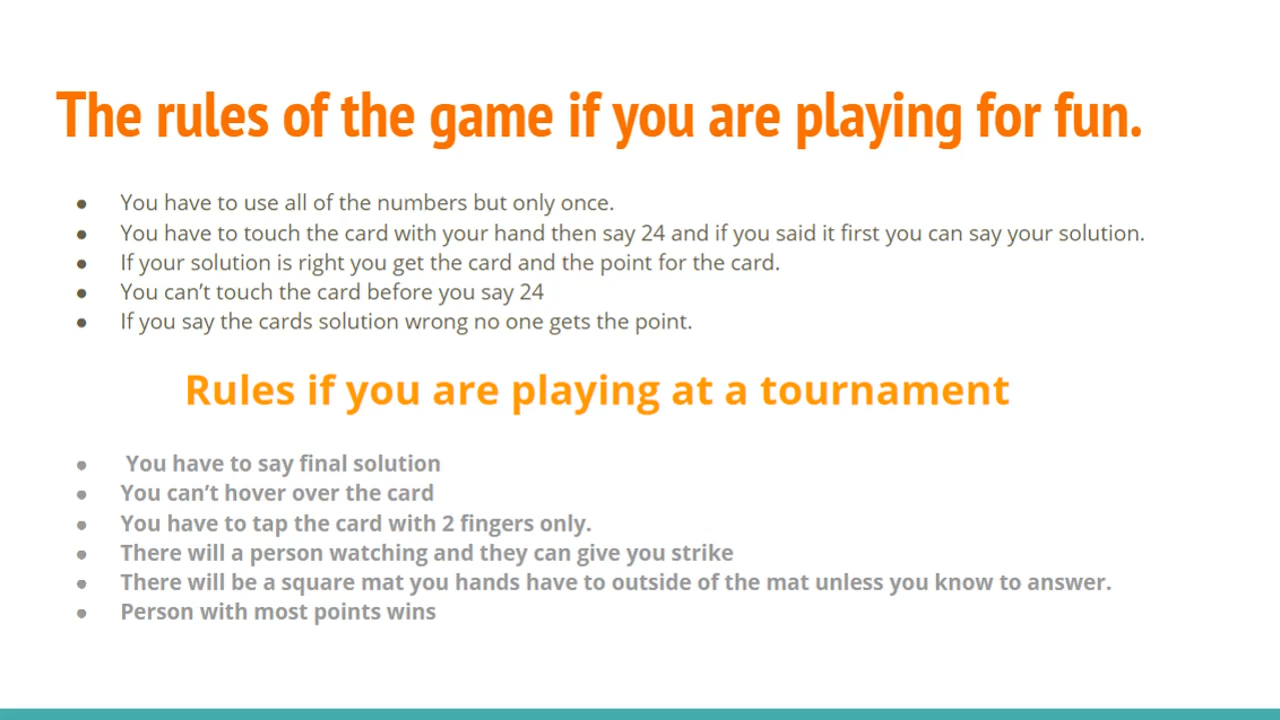 The rules of the game if you are playing for fun.
● You have to use all of the numbers but only once.
● You have to touch the card with your hand then say 24 and if you said it first you can say your solution.
● If your solution is right you get the card and the point for the card.
● You can’t touch the card before you say 24
● If you say the cards solution wrong no one gets the point.
Rules if you are playing at a tournament
● You have to say final solution
● You can’t hover over the card
● You have to tap the card with 2 fingers only.
● There will a person watching and they can give you strike
● There will be a square mat you hands have to outside of the mat unless you know to answer.
● Person with most points wins